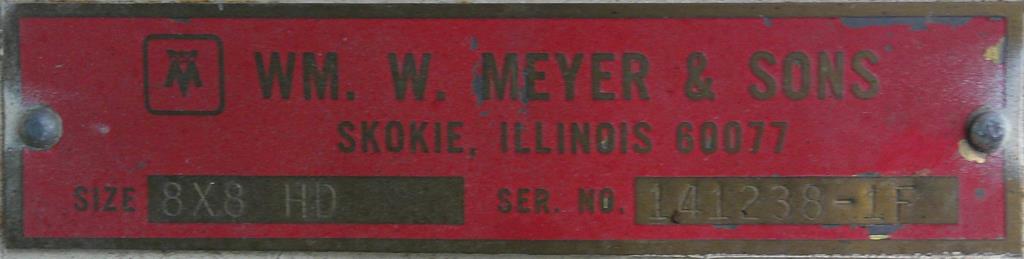 WM. W. MEYER & SONS
SKOKIE, ILLINOIS 60077
SIZE 8X8 HD SER. NO. 141238-1F